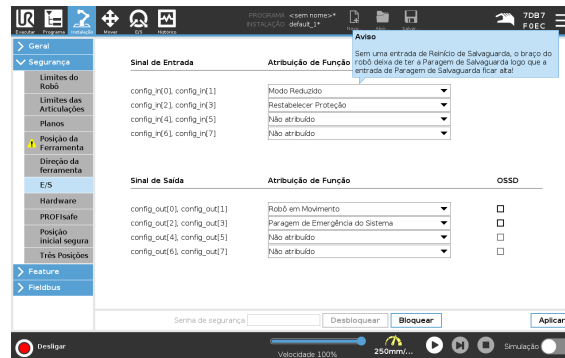 PROGRAMA <sem nome>*
INSTALAÇÃO default_1*
7DB7
F0EC
Executar Programa Instalação Mover E/S Histórico
Aviso
Sem uma entrada de Reinício de Salvaguarda, o braço do
robô deixa de ter a Paragem de Salvaguarda logo que a
entrada de Paragem de Salvaguarda ficar alta!
Geral
Segurança
Limites do
Robô
Limites das
Articulações
Planos
Posição da
Ferramenta
Direção da
ferramenta
E/S
Hardware
PROFIsafe
Posição
inicial segura
Três Posições
Feature
Fieldbus
Sinal de Entrada Atribuição de Função
config_in[0], config_in[1] Modo Reduzido
config_in[2], config_in[3] Restabelecer Proteção
config_in[4], config_in[5] Não atribuído
config_in[6], config_in[7] Não atribuído
Sinal de Saída Atribuição de Função OSSD
config_out[0], config_out[1] Robô em Movimento
config_out[2], config_out[3] Paragem de Emergência do Sistema
config_out[4], config_out[5] Não atribuído
config_out[6], config_out[7] Não atribuído
Senha de segurança Desbloquear Bloquear Aplicar
Desligar Velocidade 100% 250mm/... Simulação